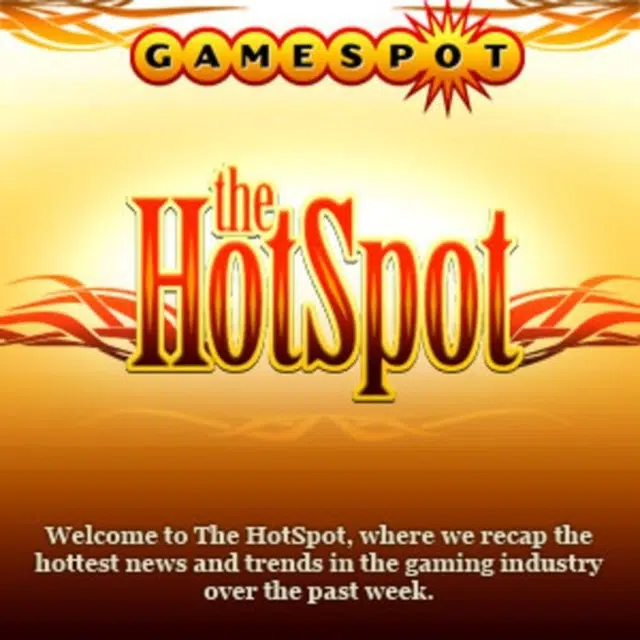 GAMESPOT
the
HotSpot
Welcome to The HotSpot, where we recap the
hottest news and trends in the gaming industry
over the past week.